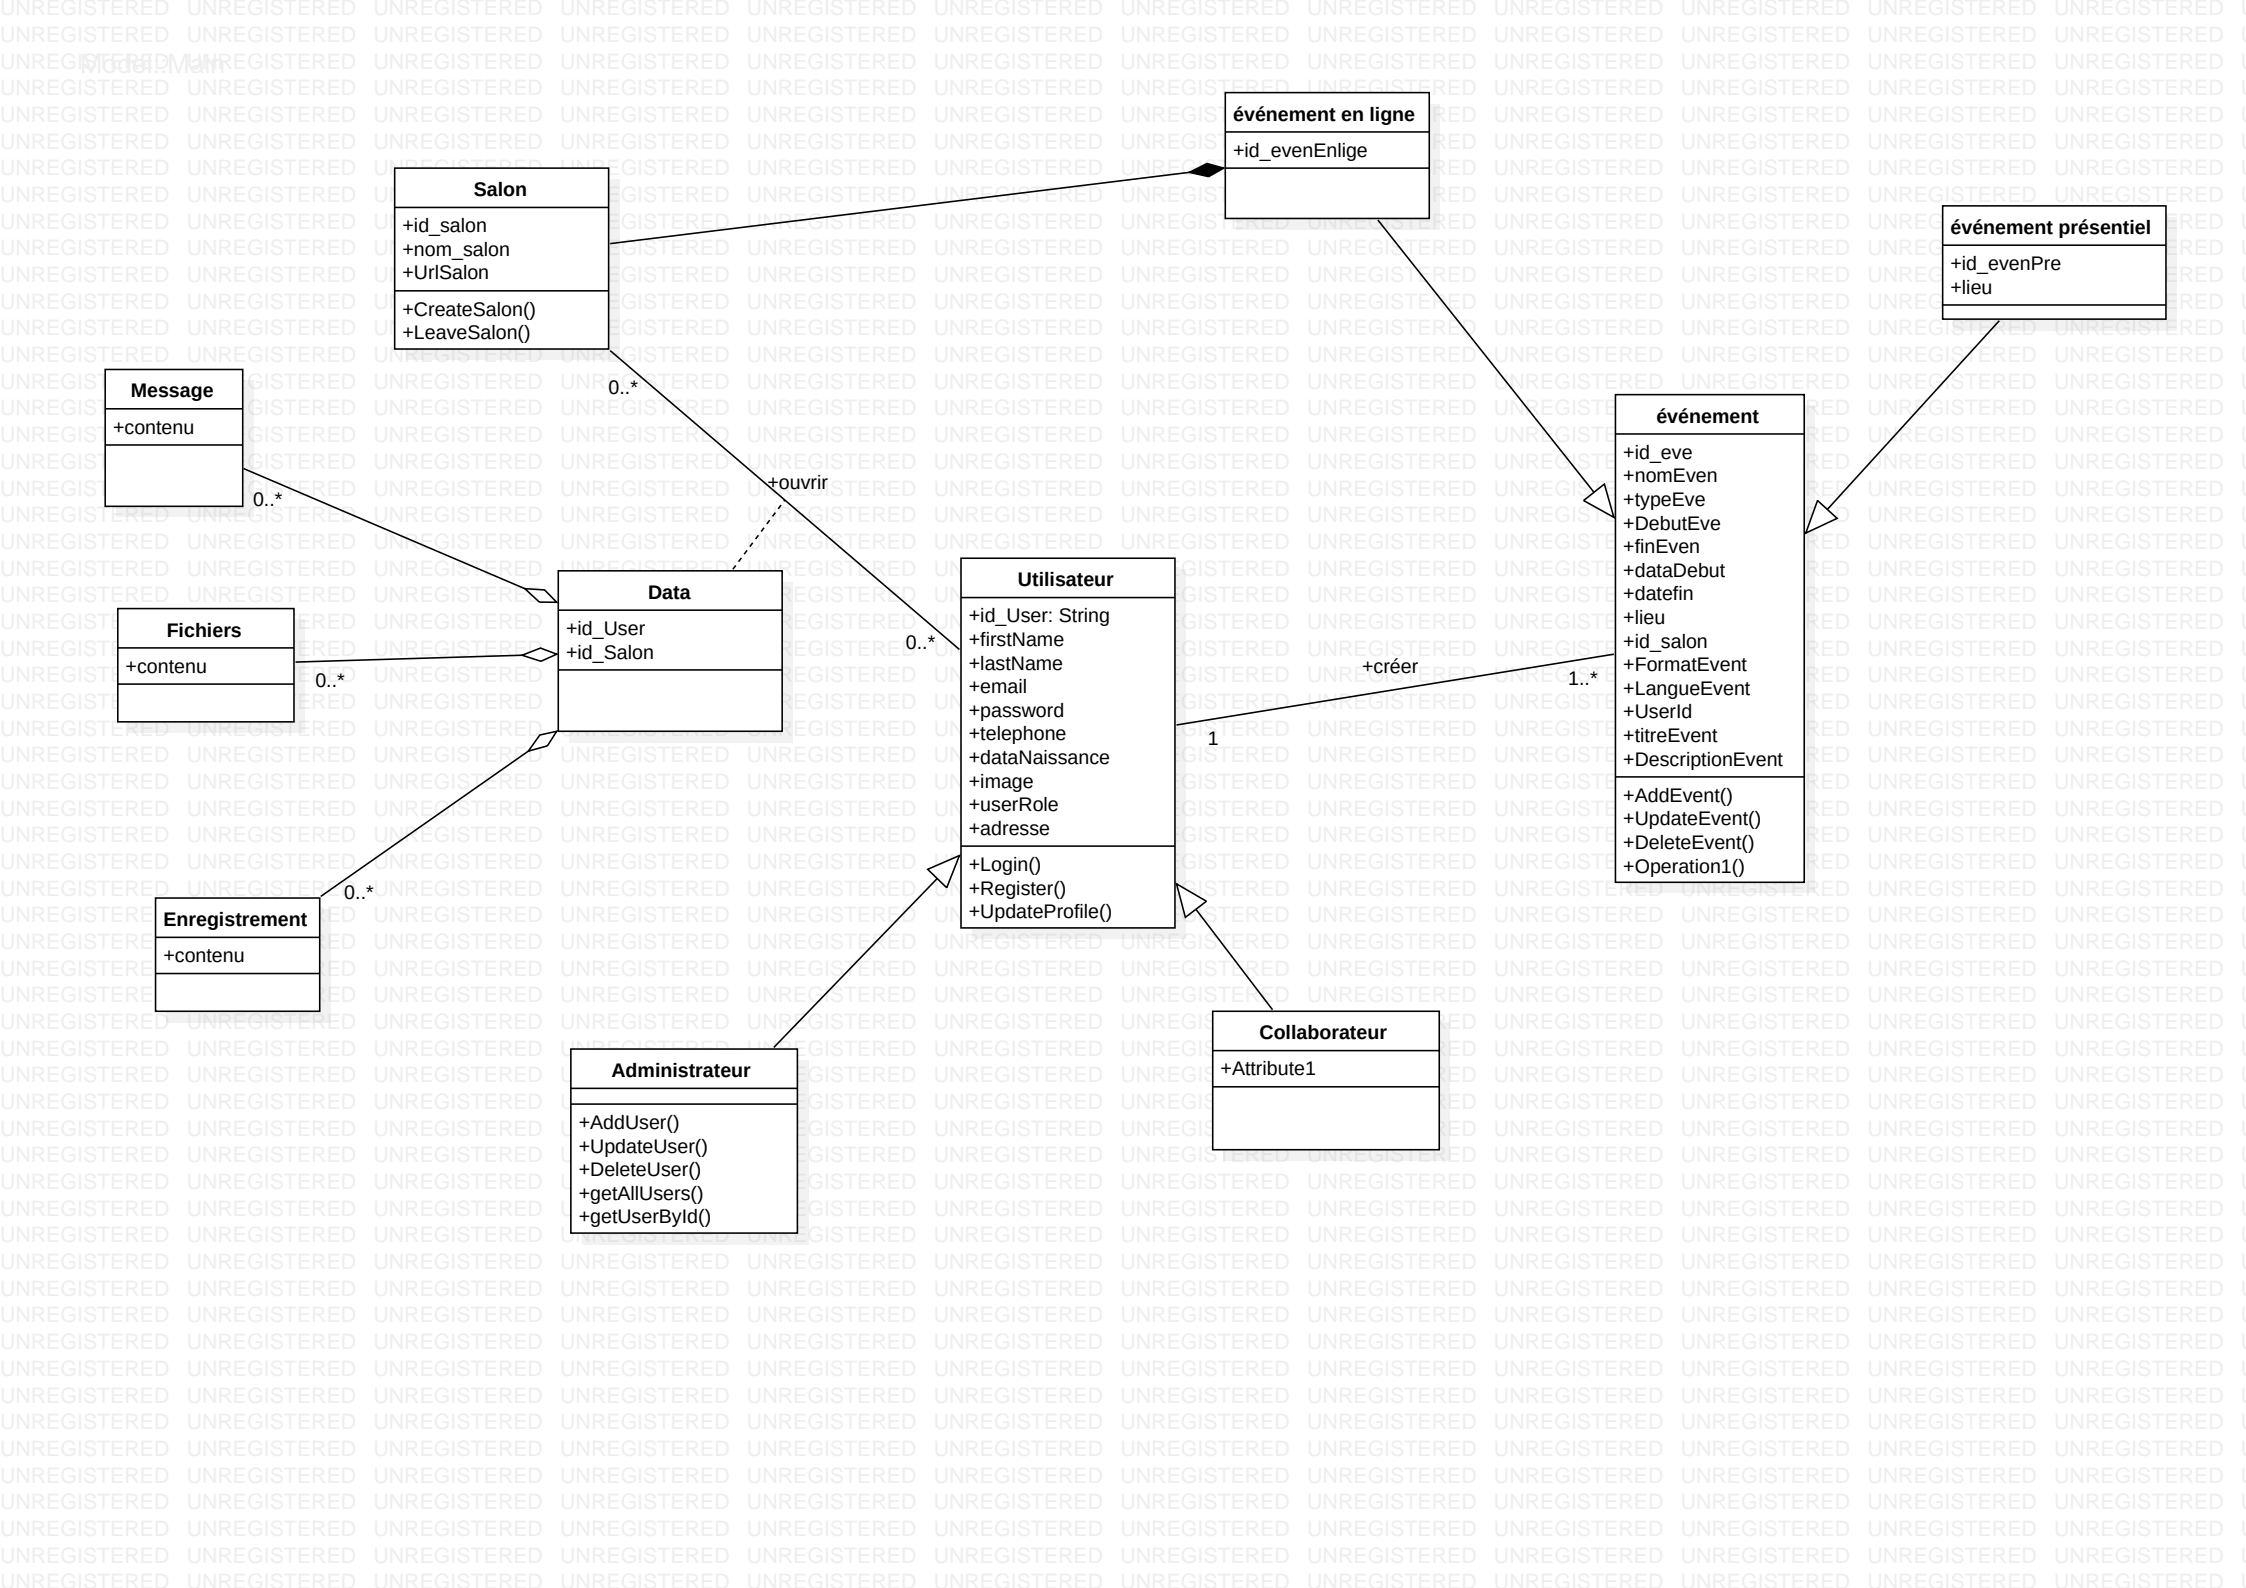 Model::Main
événement en ligne
+id_evenEnlige
Salon
+id_salon
+nom_salon
+UrlSalon
+CreateSalon()
+LeaveSalon()
événement présentiel
+id_evenPre
+lieu
Message
+contenu
0..*
0..*
+ouvrir
événement
+id_eve
+nomEven
+typeEve
+DebutEve
+finEven
+dataDebut
+datefin
+lieu
+id_salon
+FormatEvent
+LangueEvent
+UserId
+titreEvent
+DescriptionEvent
+AddEvent()
+UpdateEvent()
+DeleteEvent()
+Operation1()
Data
+id_User
+id_Salon
Fichiers
+contenu
0..*
0..*
Utilisateur
+id_User: String
+firstName
+lastName
+email
+password
+telephone
+dataNaissance
+image
+userRole
+adresse
+Login()
+Register()
+UpdateProfile()
+créer
1..*
1
0..*
Enregistrement
+contenu
Administrateur
+AddUser()
+UpdateUser()
+DeleteUser()
+getAllUsers()
+getUserById()
Collaborateur
+Attribute1
UNREGISTERED